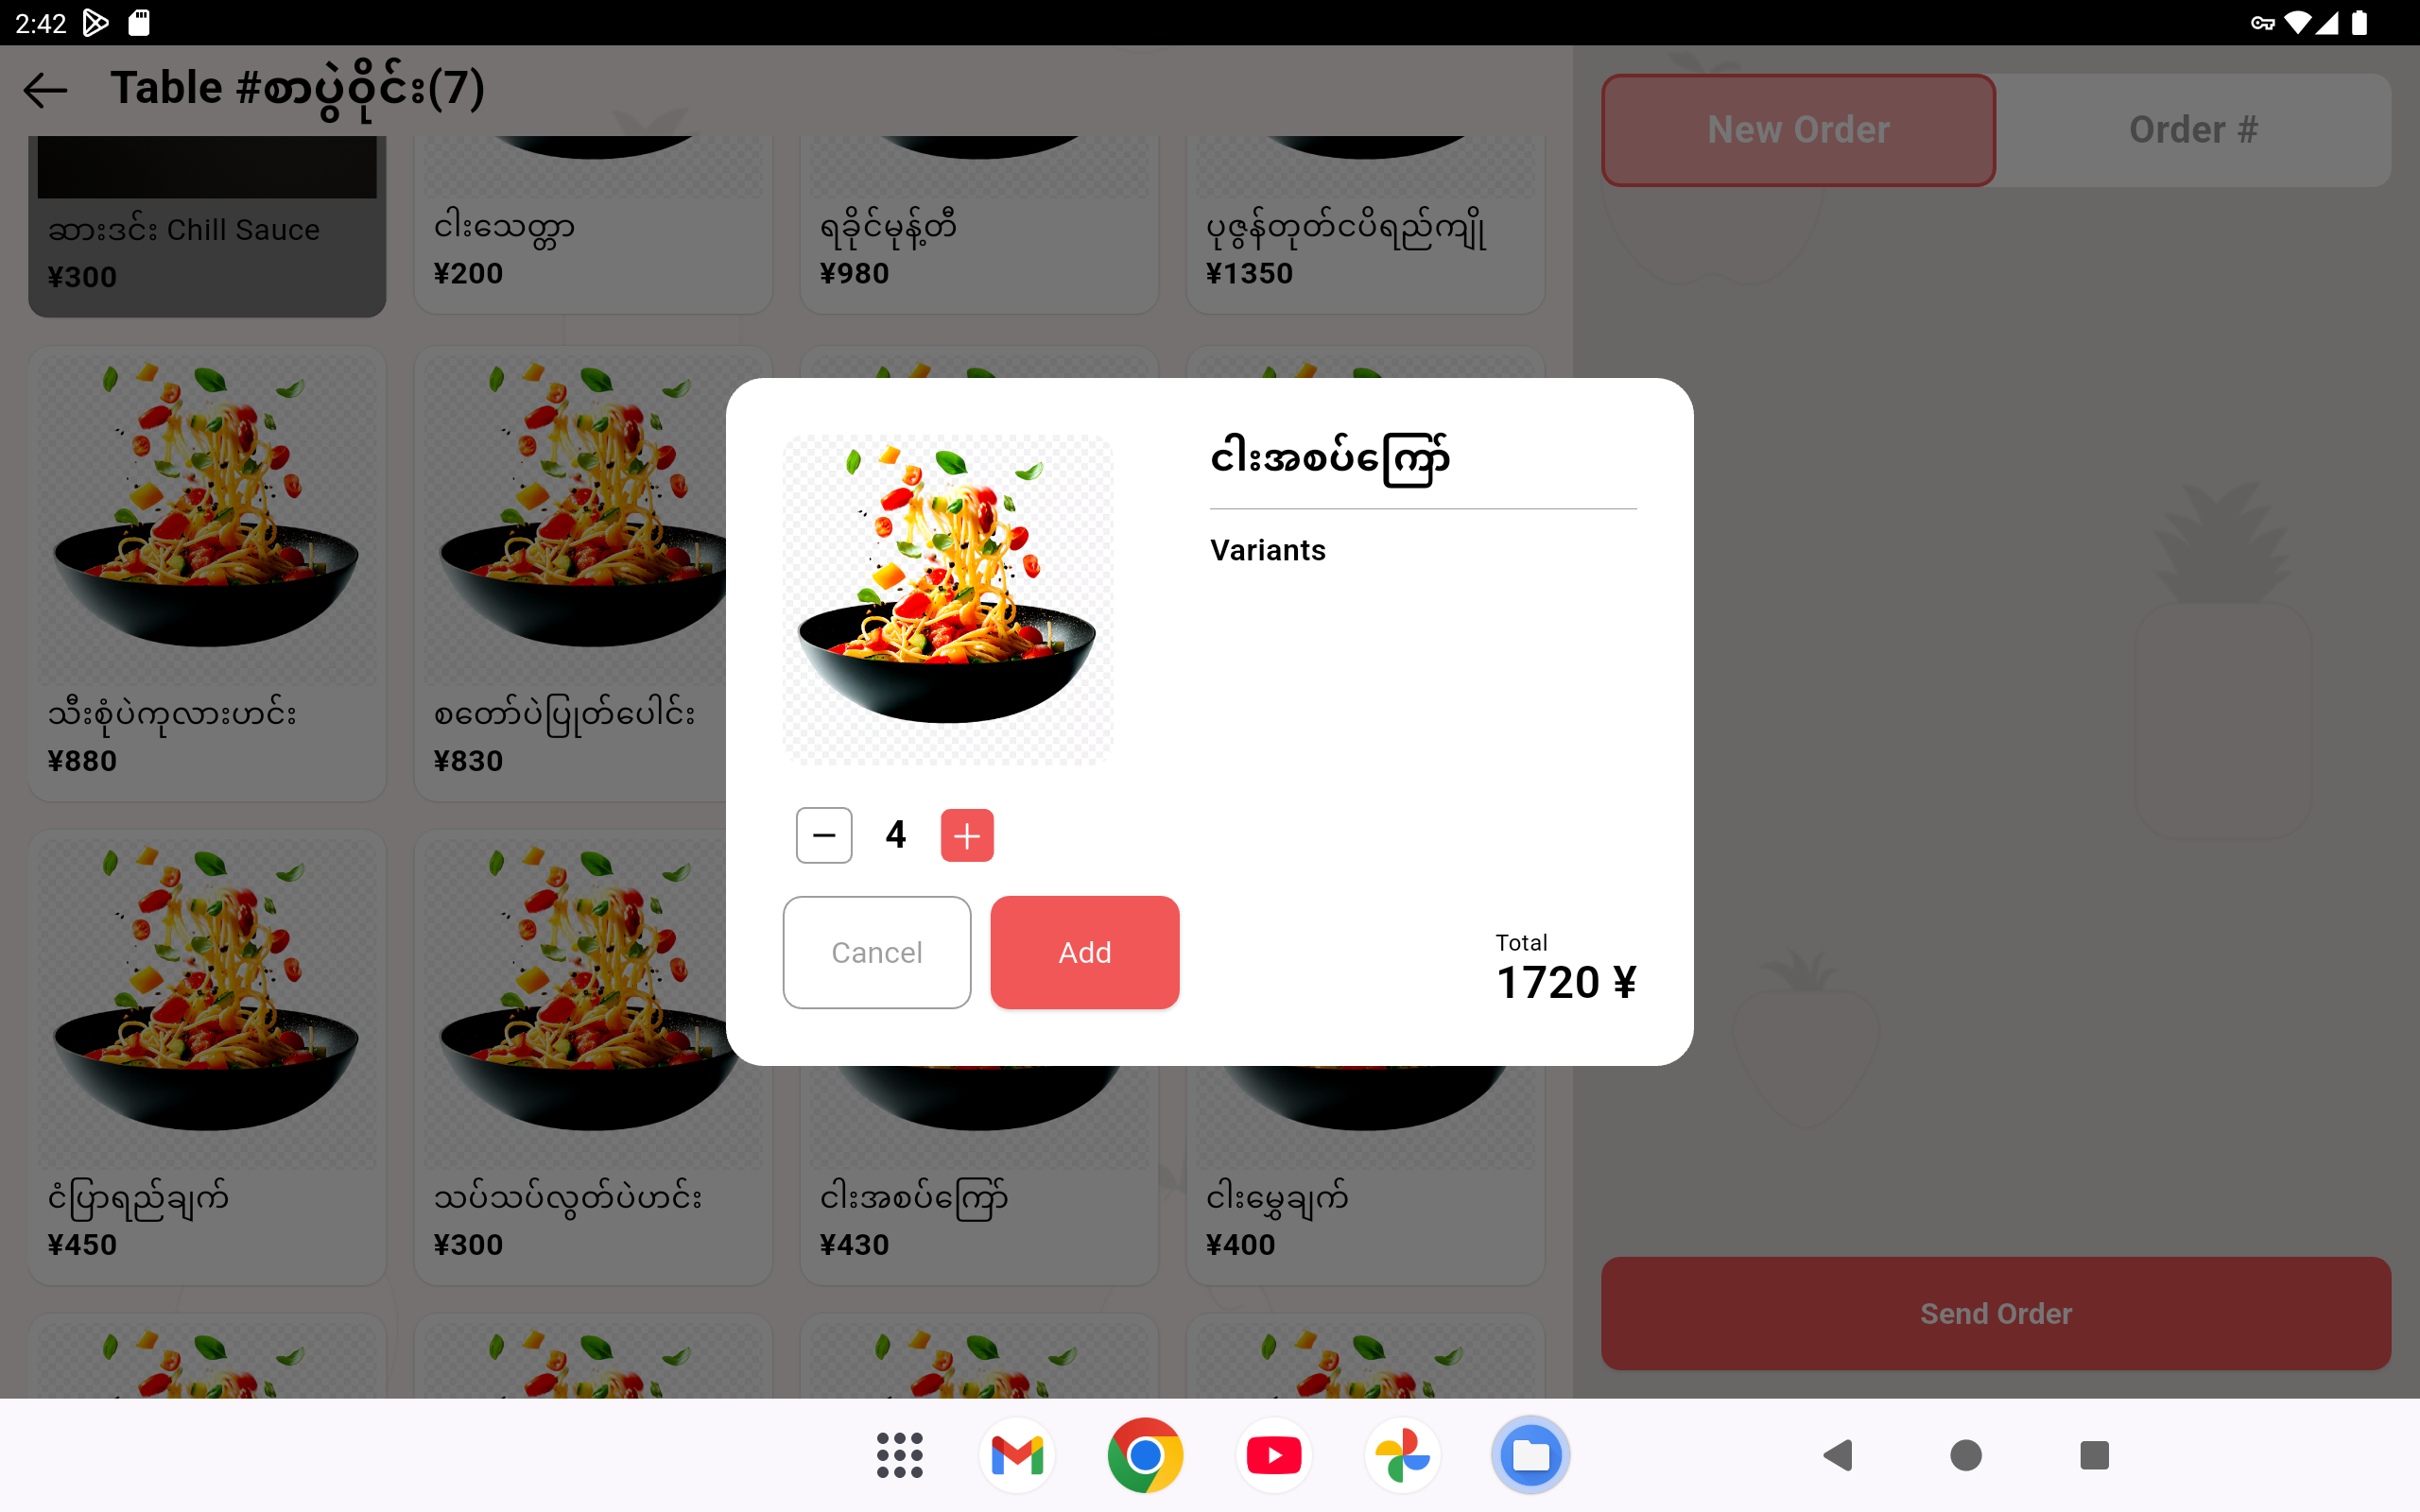 2:42
Table #စာပွဲဝိုင်း(7)
New Order
Order #
ဆားဒင်း Chill Sauce
¥300
ငါးသေတ္တာ
¥200
ရခိုင်မုန့်တီ
¥980
ပုဇွန်တုတ်ငပိရည်ကျို
¥1350
သီးစုံပဲကုလားဟင်း
¥880
စတော်ပဲပြုတ်ပေါင်း
¥830
ငါးအစပ်ကြော်
Variants
4
Cancel
Add
Total
1720 ¥
ငံပြာရည်ချက်
¥450
သပ်သပ်လွတ်ပဲဟင်း
¥300
ငါးအစပ်ကြော်
¥430
ငါးမွှေချက်
¥400
Send Order